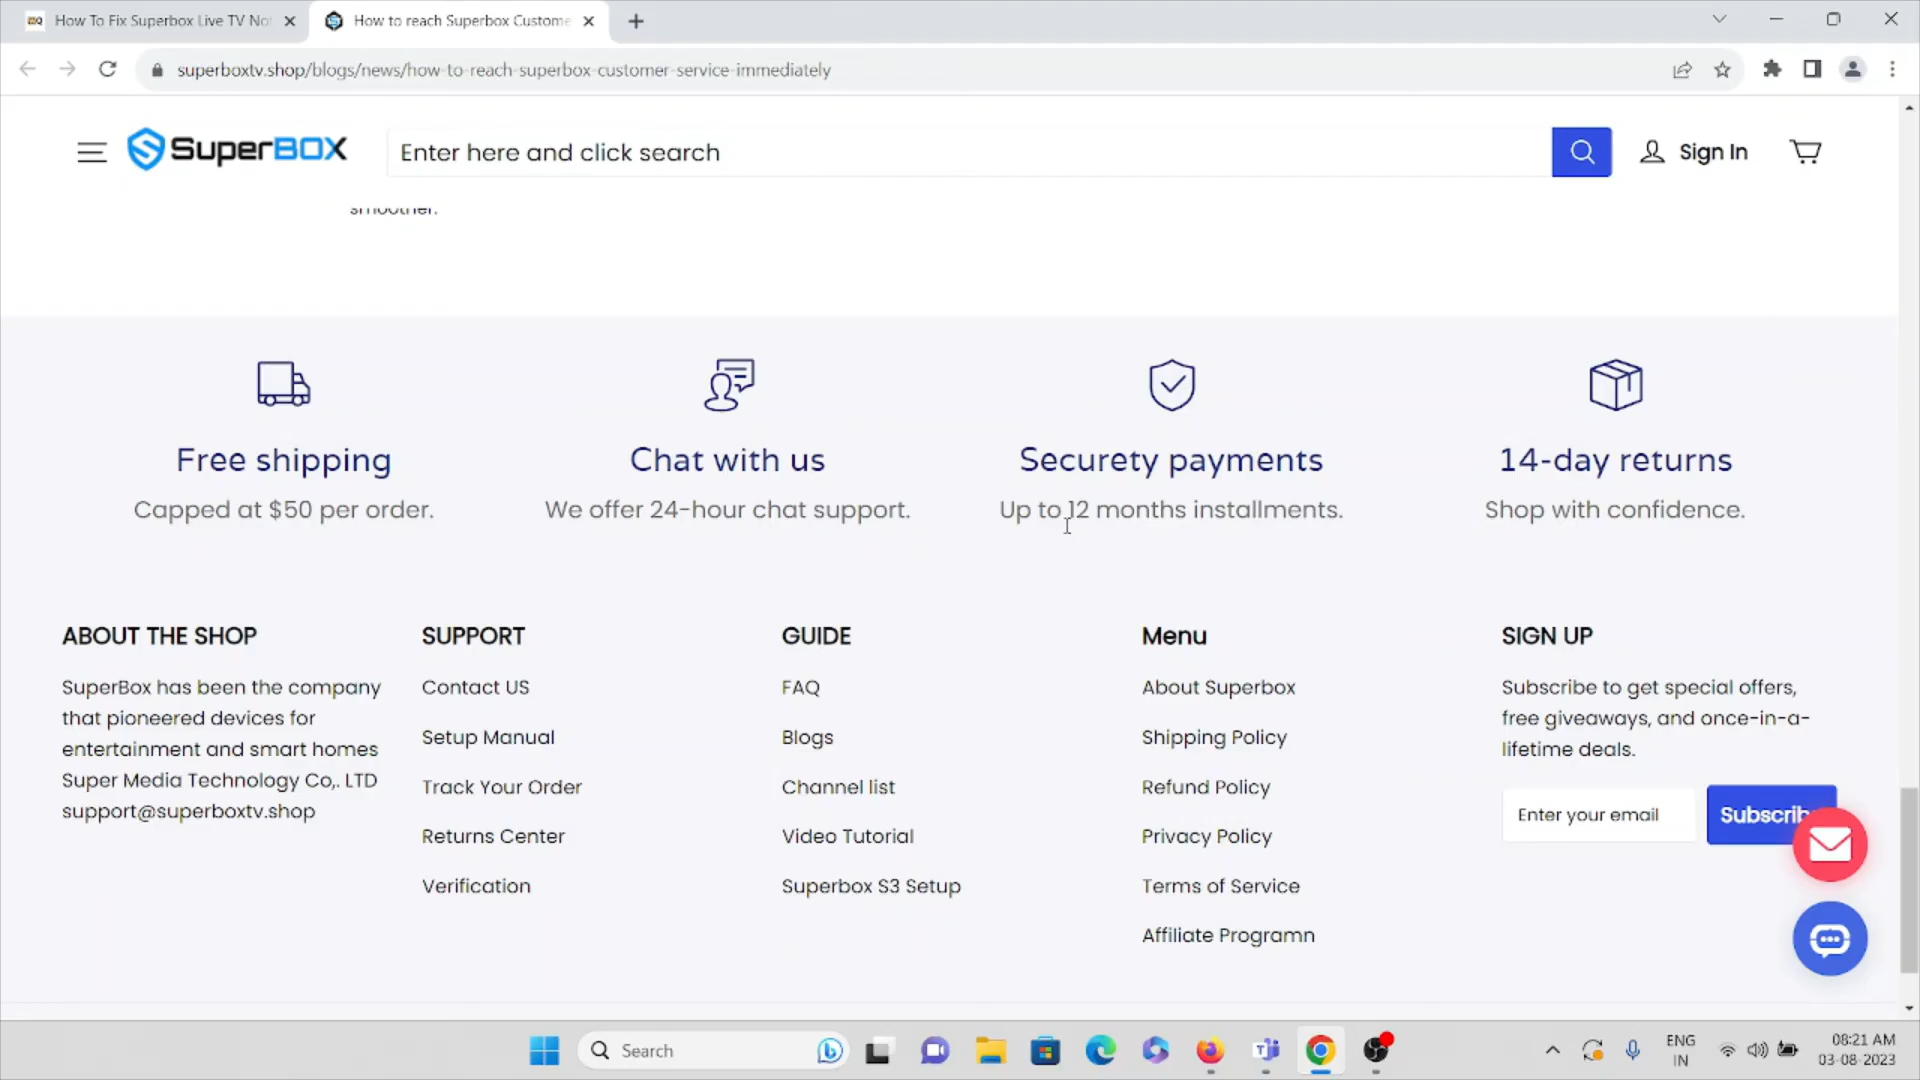 How To Fix Superbox Live TV Not
How to reach Superbox Custome
superboxtv.shop/blogs/news/how-to-reach-superbox-customer-service-immediately
SuperBOX
Enter here and click search
Sign In
smoother.
Free shipping
Capped at $50 per order.
Chat with us
We offer 24-hour chat support.
Securety payments
Up to 12 months installments.
14-day returns
Shop with confidence.
ABOUT THE SHOP
SuperBox has been the company
that pioneered devices for
entertainment and smart homes
Super Media Technology Co,. LTD
support@superboxtv.shop
SUPPORT
Contact US
Setup Manual
Track Your Order
Returns Center
Verification
GUIDE
FAQ
Blogs
Channel list
Video Tutorial
Superbox S3 Setup
Menu
About Superbox
Shipping Policy
Refund Policy
Privacy Policy
Terms of Service
Affiliate Programn
SIGN UP
Subscribe to get special offers,
free giveaways, and once-in-a-
lifetime deals.
Enter your email
Subscrib
Search
ENG
IN
08:21 AM
03-08-2023